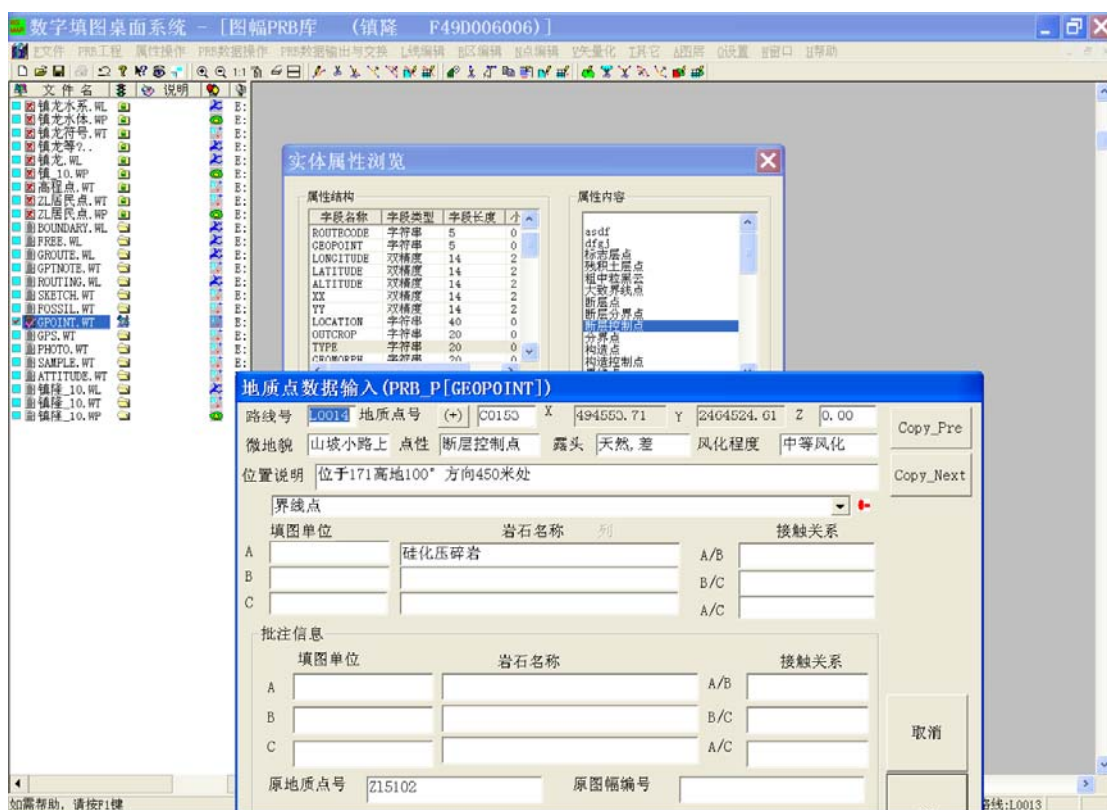 数字填图桌面系统 - [图幅PRB库 (镇隆 F49D006006)]
E文件 PRB工程 属性操作 PRB数据操作 PRB数据输出与交换 L线编辑 R区编辑 N点编辑 V矢量化 T其它 A图层 O设置 W窗口 H帮助
1:1
文件名 说明
镇龙水系.WL E:
镇龙水体.WP E:
镇龙符号.WT E:
镇龙等?.. E:
镇龙.WL E:
镇_10.WP E:
高程点.WT E:
ZL居民点.WT E:
ZL居民点.WP E:
BOUNDARY.WL E:
FREE.WL E:
GROUTE.WL E:
GPTNOTE.WT E:
ROUTING.WL E:
SKETCH.WT E:
FOSSIL.WT E:
GPOINT.WT E:
GPS.WT E:
PHOTO.WT E:
SAMPLE.WT E:
ATTITUDE.WT E:
镇隆_10.WL E:
镇隆_10.WT E:
镇隆_10.WP E:
实体属性浏览
属性结构
字段名称 字段类型 字段长度 小
ROUTECODE 字符串 5 0
GEOPOINT 字符串 5 0
LONGITUDE 双精度 14 2
LATITUDE 双精度 14 2
ALTITUDE 双精度 14 2
XX 双精度 14 2
YY 双精度 14 2
LOCATION 字符串 40 0
OUTCROP 字符串 20 0
TYPE 字符串 20 0
GEOMORPH 字符串 20 0
属性内容
asdf
dfgj
标志层点
残积土层点
粗中粒黑云
大致界线点
断层点
断层分界点
断层控制点
分界点
构造点
构造控制点
地质点数据输入(PRB_P[GEOPOINT])
路线号 L0014 地质点号 (+) C0153 X 494553.71 Y 2464524.61 Z 0.00
Copy_Pre
微地貌 山坡小路上 点性 断层控制点 露头 天然,差 风化程度 中等风化
位置说明 位于171高地100° 方向450米处
Copy_Next
界线点
填图单位 岩石名称 列 接触关系
A 硅化压碎岩 A/B
B B/C
C A/C
批注信息
填图单位 岩石名称 接触关系
A A/B
B B/C
C A/C
取消
原地质点号 Z15102 原图幅编号
如需帮助, 请按F1键
路线:L0013